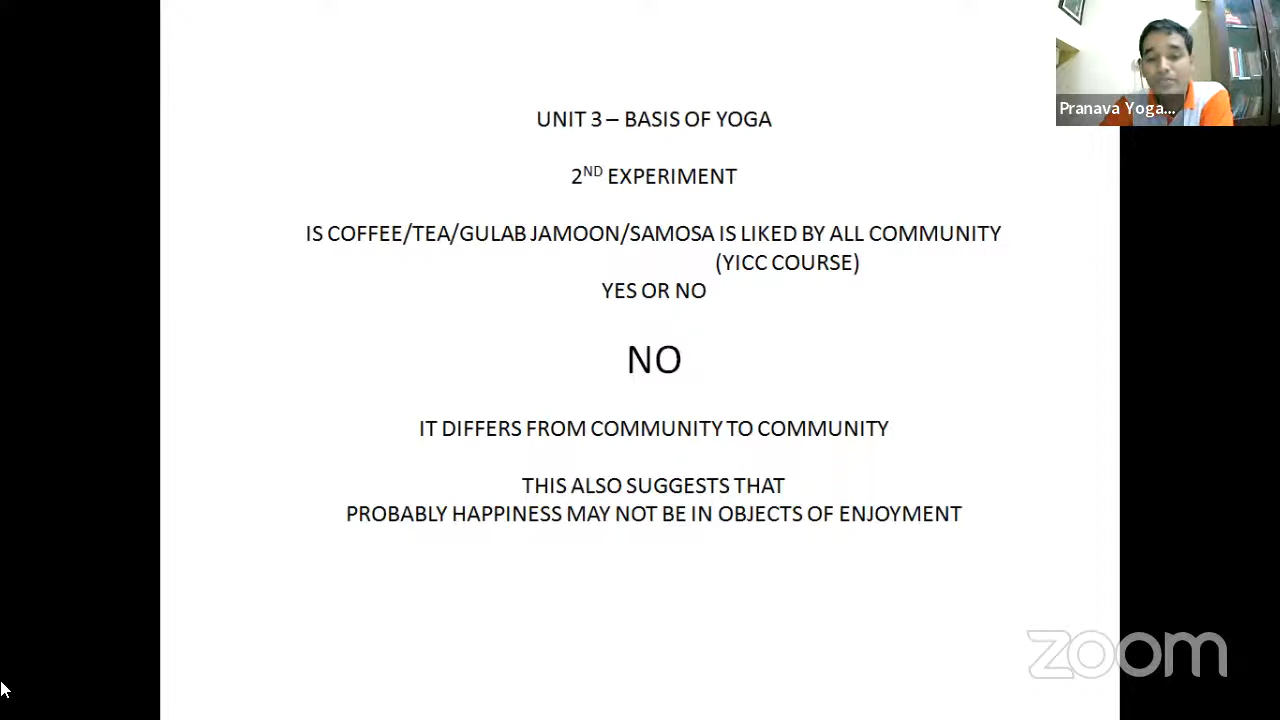 UNIT 3 – BASIS OF YOGA
2ND EXPERIMENT
IS COFFEE/TEA/GULAB JAMOON/SAMOSA IS LIKED BY ALL COMMUNITY
(YICC COURSE)
YES OR NO
NO
IT DIFFERS FROM COMMUNITY TO COMMUNITY
THIS ALSO SUGGESTS THAT
PROBABLY HAPPINESS MAY NOT BE IN OBJECTS OF ENJOYMENT
Pranava Yoga...
zoom